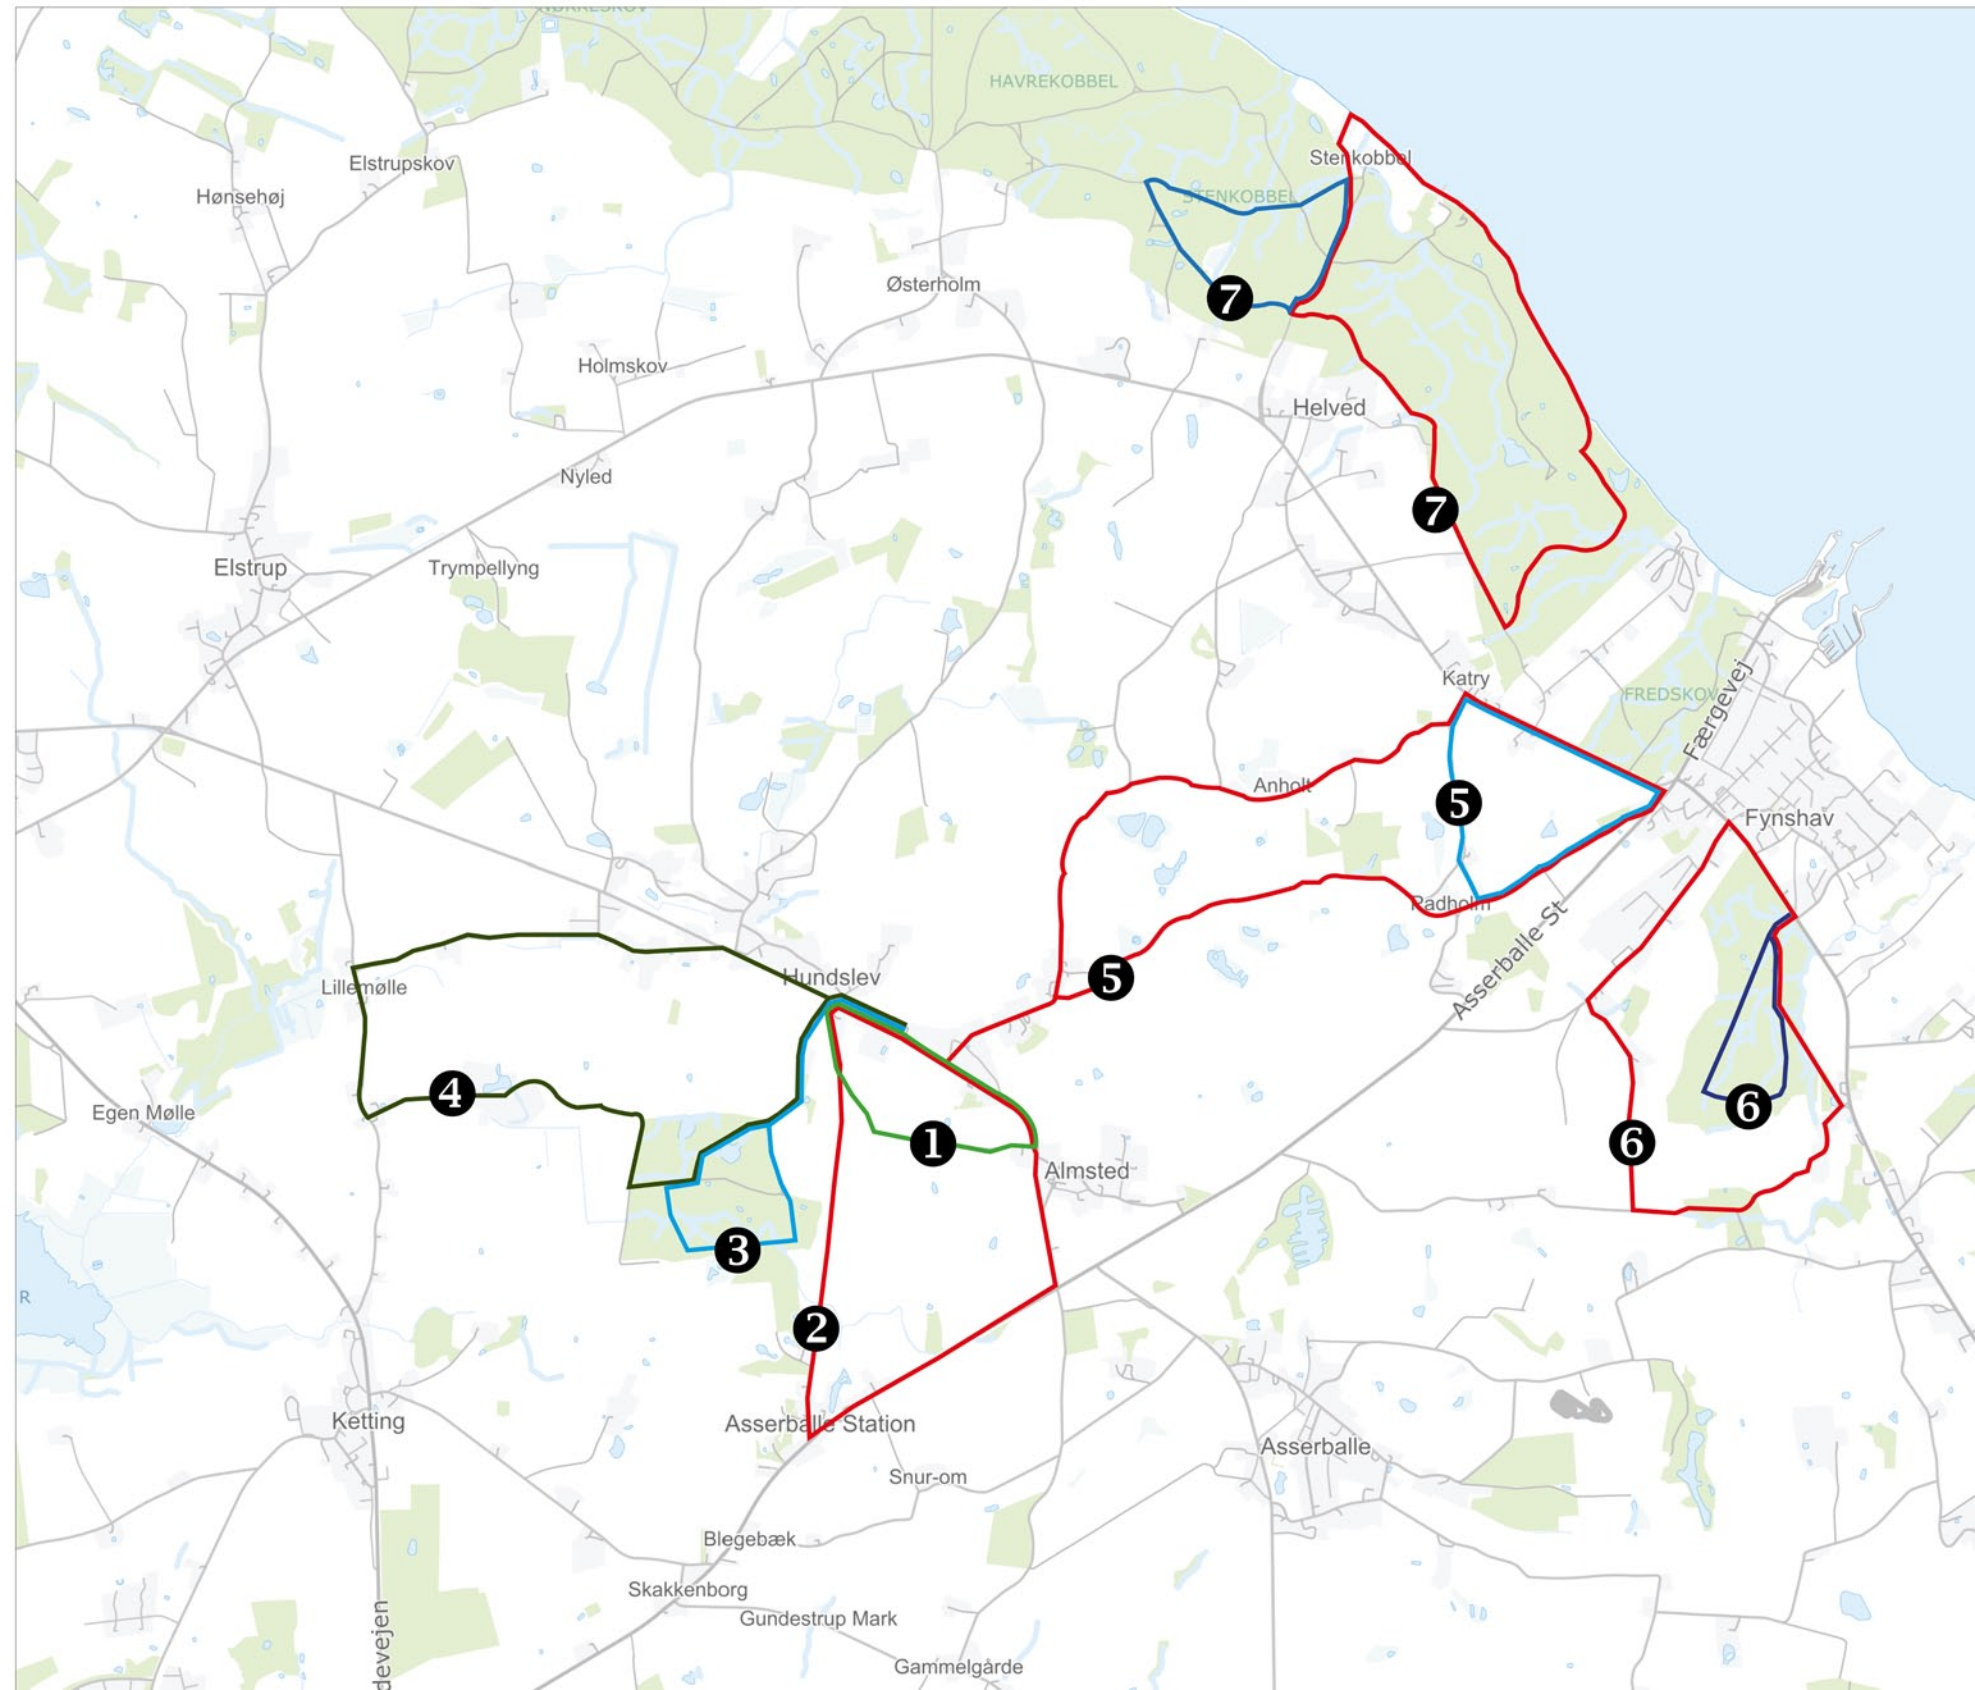 HAVREKOBBEL
Stenkobbel
Elstrupskov
Hønsehøj
STENKOBBEL
Østerholm
7
Holmskov
Helved
Nyled
7
Elstrup
Trympellyng
Katry
FREDSKOV
Færgevej
Anholt
5
Fynshav
Padholm
Asserballe-St
Hundslev
5
Lillemølle
4
Egen Mølle
6
6
1
Almsted
3
R
2
Ketting
Asserballe Station
Asserballe
Snur-om
Blegebæk
Skakkenborg
Gundestrup Mark
devejen
Gammelgårde